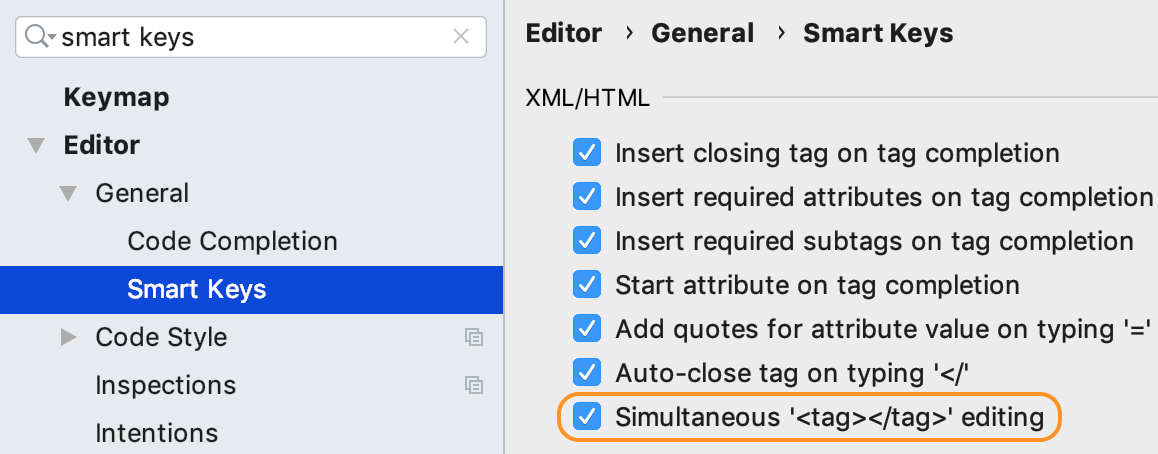 smart keys
Keymap
Editor
General
Code Completion
Smart Keys
Code Style
Inspections
Intentions
Editor › General › Smart Keys
XML/HTML
Insert closing tag on tag completion
Insert required attributes on tag completion
Insert required subtags on tag completion
Start attribute on tag completion
Add quotes for attribute value on typing '='
Auto-close tag on typing '</'
Simultaneous '<tag></tag>' editing